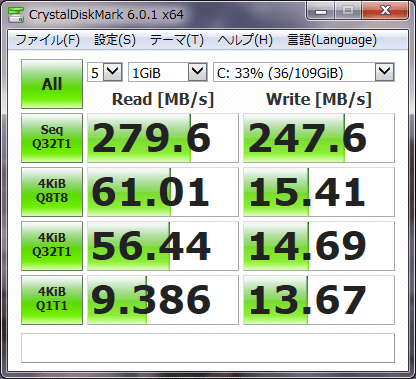 CrystalDiskMark 6.0.1 x64
ファイル(F) 設定(S) テーマ(T) ヘルプ(H) 言語(Language)
All 5 1GiB C: 33% (36/109GiB)
Read [MB/s] Write [MB/s]
Seq
Q32T1
279.6 247.6
4KiB
Q8T8
61.01 15.41
4KiB
Q32T1
56.44 14.69
4KiB
Q1T1
9.386 13.67